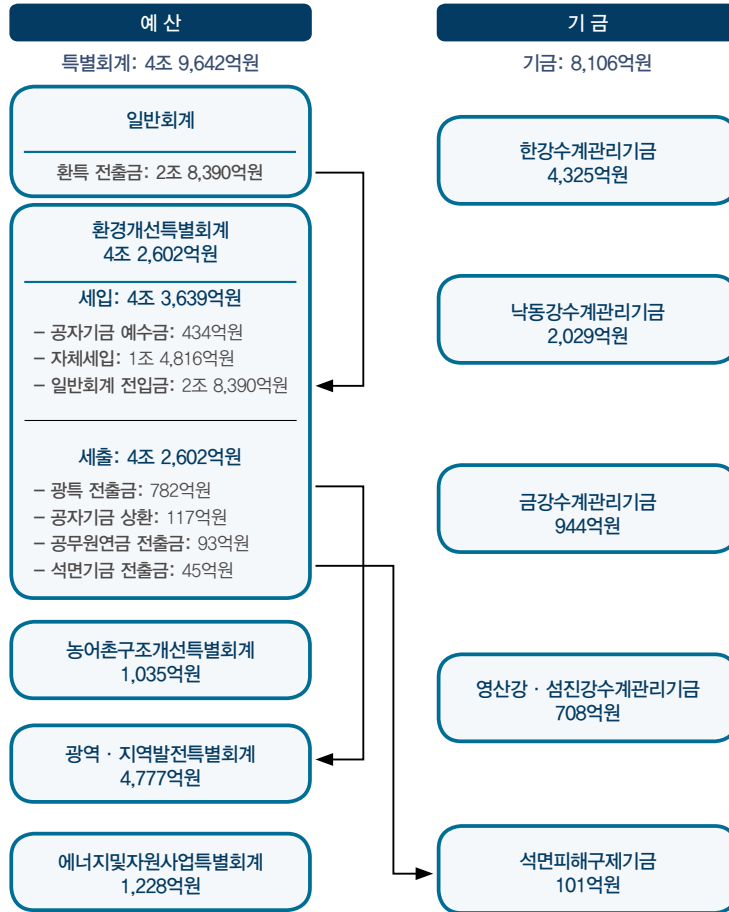 예 산
특별회계: 4조 9,642억원
일반회계
환특 전출금: 2조 8,390억원
환경개선특별회계
4조 2,602억원
세입: 4조 3,639억원
– 공자기금 예수금: 434억원
– 자체세입: 1조 4,816억원
– 일반회계 전입금: 2조 8,390억원
세출: 4조 2,602억원
– 광특 전출금: 782억원
– 공자기금 상환: 117억원
– 공무원연금 전출금: 93억원
– 석면기금 전출금: 45억원
농어촌구조개선특별회계
1,035억원
광역 · 지역발전특별회계
4,777억원
에너지및자원사업특별회계
1,228억원
기 금
기금: 8,106억원
한강수계관리기금
4,325억원
낙동강수계관리기금
2,029억원
금강수계관리기금
944억원
영산강 · 섬진강수계관리기금
708억원
석면피해구제기금
101억원